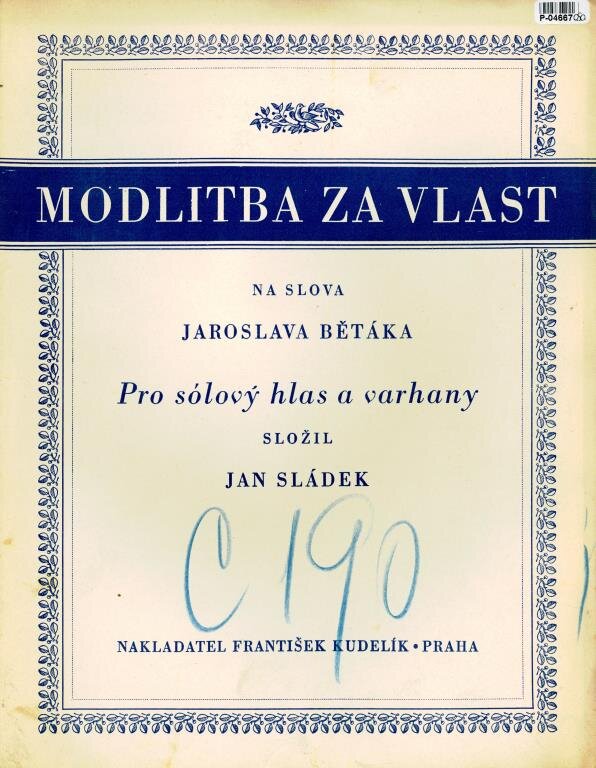 P-04667
MODLITBA ZA VLAST
NA SLOVA
JAROSLAVA BĚTÁKA
Pro sólový hlas a varhany
SLOŽIL
JAN SLÁDEK
C 190
NAKLADATEL FRANTIŠEK KUDELÍK • PRAHA